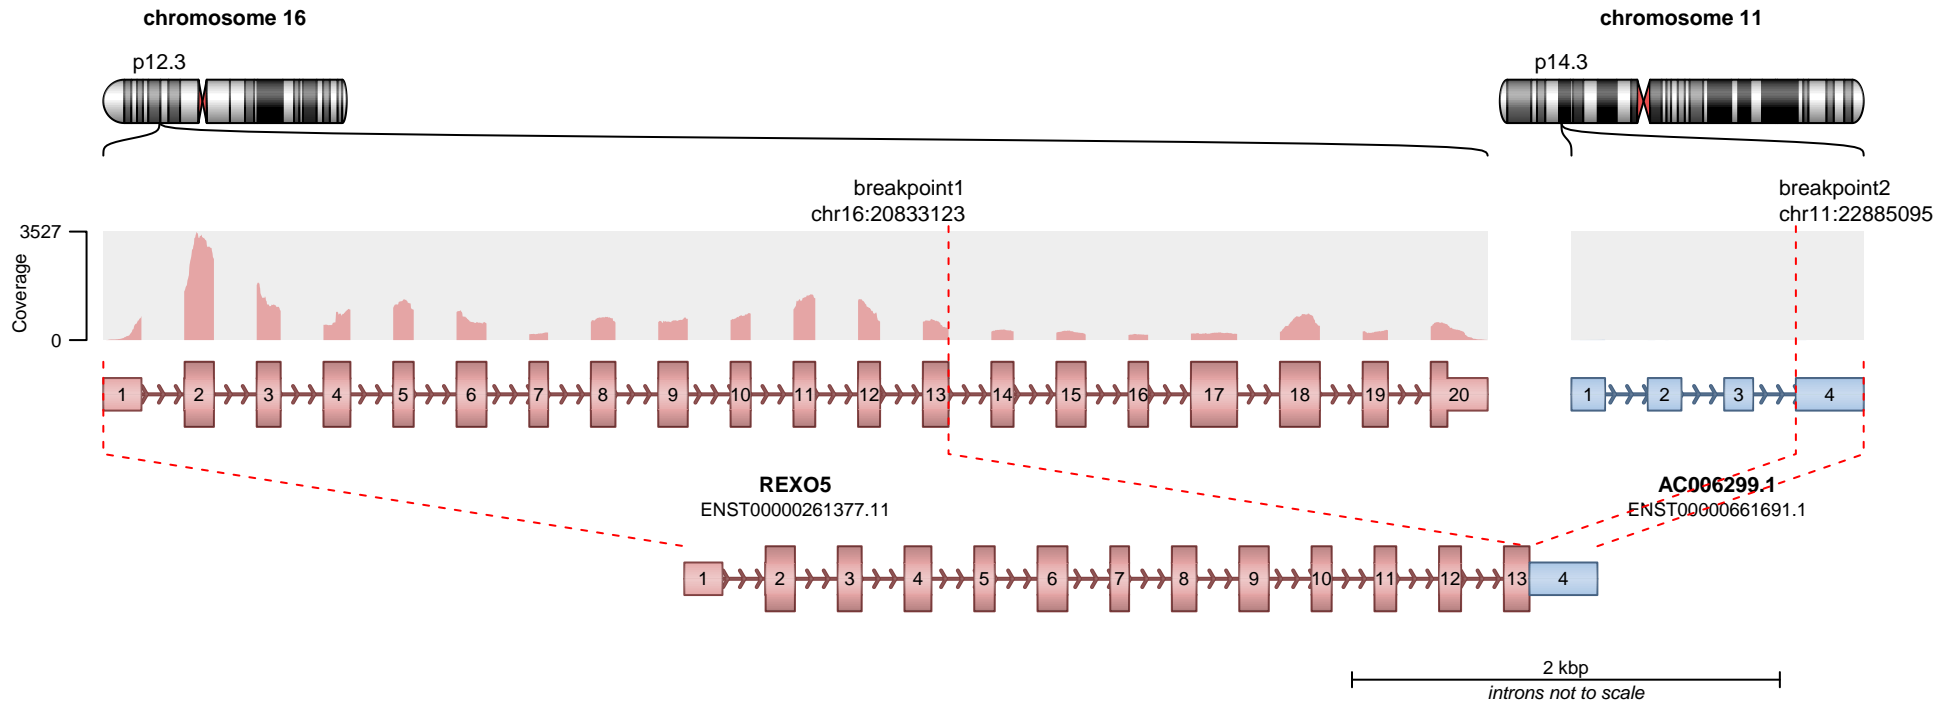 chromosome 16
chromosome 11
p12.3
p14.3
breakpoint1
chr16:20833123
breakpoint2
chr11:22885095
3527
Coverage
0
1 2 3 4 5 6 7 8 9 10 11 12 13 14 15 16 17 18 19 20
1 2 3 4
REXO5
ENST00000261377.11
AC006299.1
ENST00000661691.1
1 2 3 4 5 6 7 8 9 10 11 12 13 4
2 kbp
introns not to scale